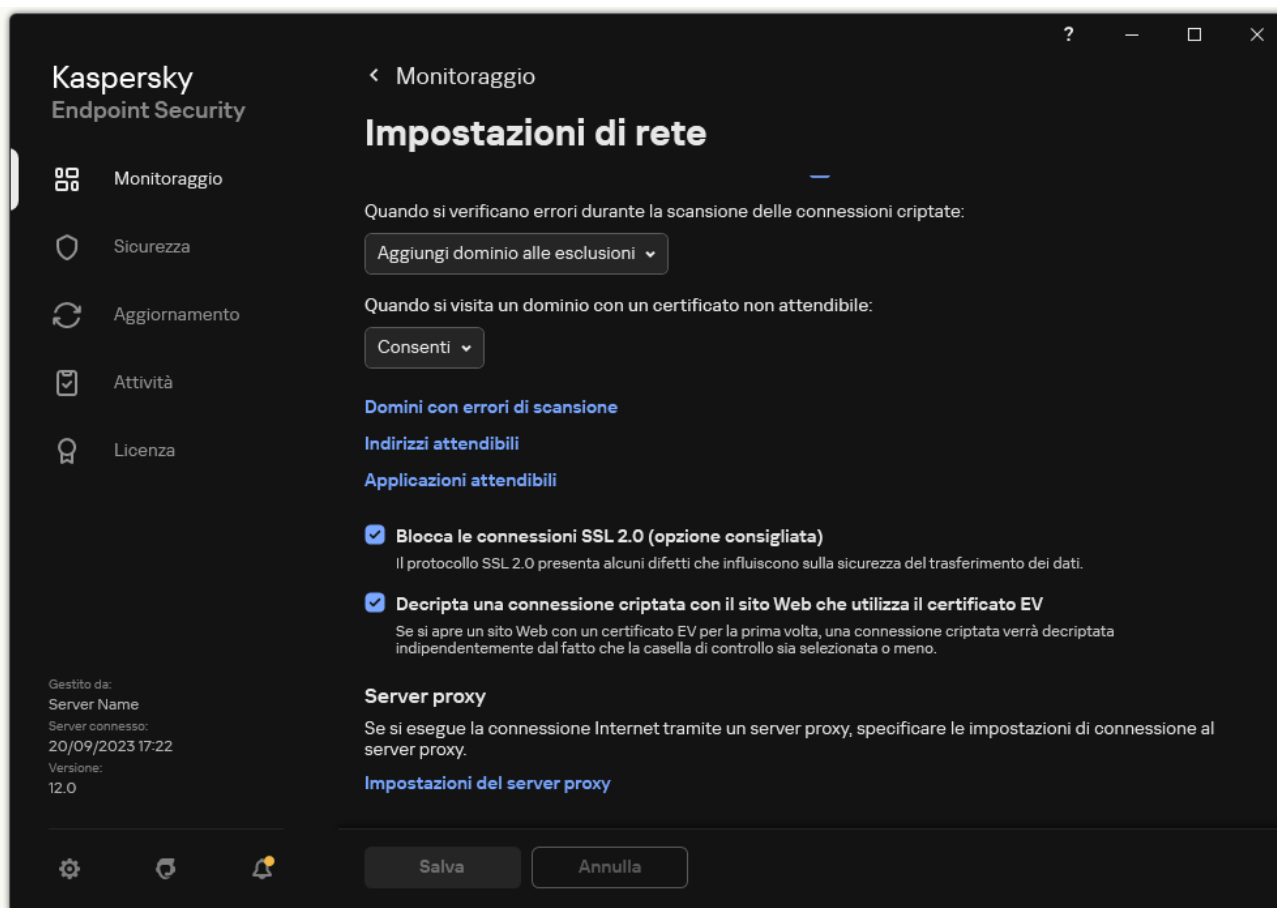 ?
Kaspersky
Endpoint Security
Monitoraggio
Sicurezza
Aggiornamento
Attività
Licenza
Gestito da:
Server Name
Server connesso:
20/09/2023 17:22
Versione:
12.0
Monitoraggio
Impostazioni di rete
Quando si verificano errori durante la scansione delle connessioni criptate:
Aggiungi dominio alle esclusioni
Quando si visita un dominio con un certificato non attendibile:
Consenti
Domini con errori di scansione
Indirizzi attendibili
Applicazioni attendibili
Blocca le connessioni SSL 2.0 (opzione consigliata)
Il protocollo SSL 2.0 presenta alcuni difetti che influiscono sulla sicurezza del trasferimento dei dati.
Decripta una connessione criptata con il sito Web che utilizza il certificato EV
Se si apre un sito Web con un certificato EV per la prima volta, una connessione criptata verrà decriptata
indipendentemente dal fatto che la casella di controllo sia selezionata o meno.
Server proxy
Se si esegue la connessione Internet tramite un server proxy, specificare le impostazioni di connessione al
server proxy.
Impostazioni del server proxy
Salva
Annulla